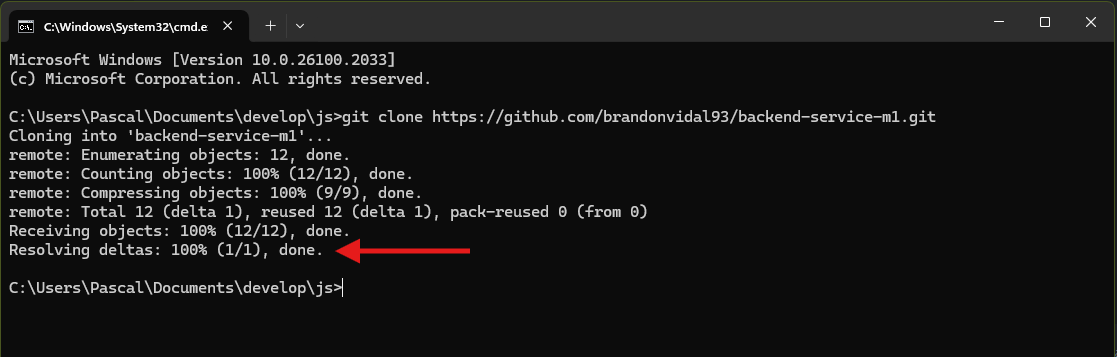 C:\Windows\System32\cmd.e
Microsoft Windows [Version 10.0.26100.2033]
(c) Microsoft Corporation. All rights reserved.
C:\Users\Pascal\Documents\develop\js>git clone https://github.com/brandonvidal93/backend-service-m1.git
Cloning into 'backend-service-m1'...
remote: Enumerating objects: 12, done.
remote: Counting objects: 100% (12/12), done.
remote: Compressing objects: 100% (9/9), done.
remote: Total 12 (delta 1), reused 12 (delta 1), pack-reused 0 (from 0)
Receiving objects: 100% (12/12), done.
Resolving deltas: 100% (1/1), done.
C:\Users\Pascal\Documents\develop\js>